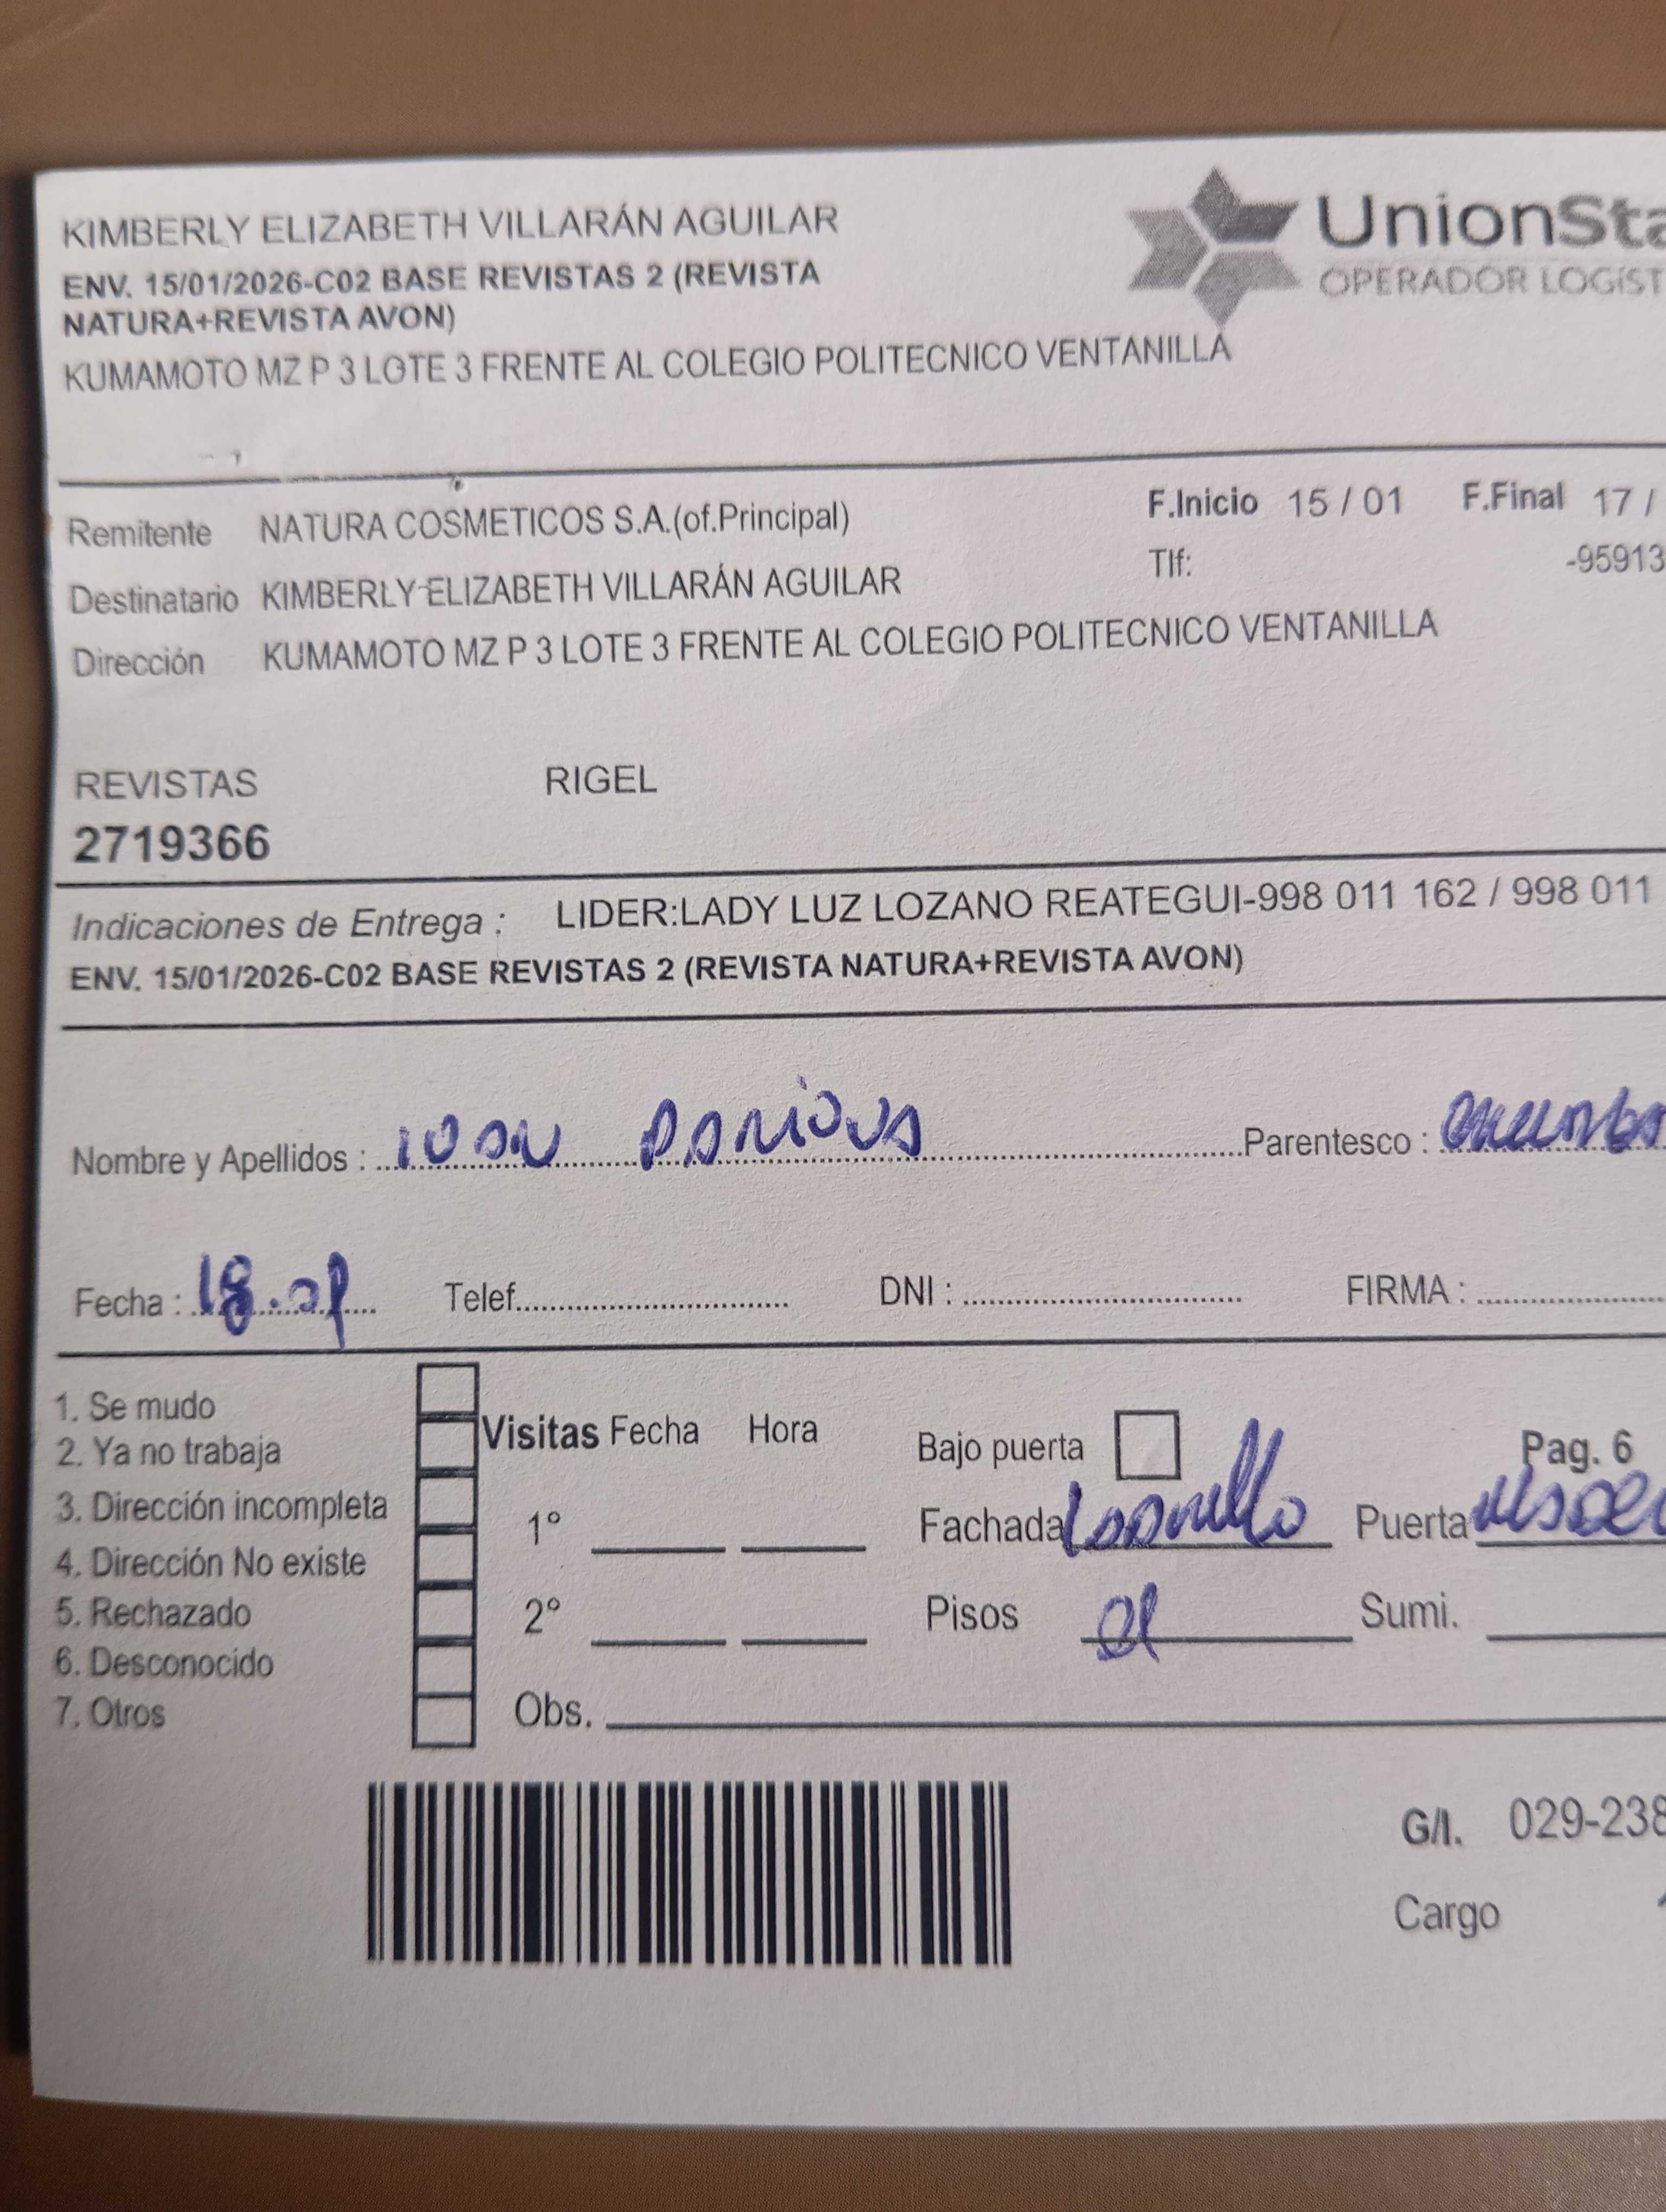 KIMBERLY ELIZABETH VILLARÁN AGUILAR
UnionSta
OPERADOR LOGÍST
ENV. 15/01/2026-C02 BASE REVISTAS 2 (REVISTA
NATURA+REVISTA AVON)
KUMAMOTO MZ P 3 LOTE 3 FRENTE AL COLEGIO POLITECNICO VENTANILLA
Remitente NATURA COSMETICOS S.A.(of.Principal) F.Inicio 15 / 01 F.Final 17 /
Destinatario KIMBERLY ELIZABETH VILLARÁN AGUILAR Tlf: -95913
Dirección KUMAMOTO MZ P 3 LOTE 3 FRENTE AL COLEGIO POLITECNICO VENTANILLA
REVISTAS RIGEL
2719366
Indicaciones de Entrega : LIDER:LADY LUZ LOZANO REATEGUI-998 011 162 / 998 011
ENV. 15/01/2026-C02 BASE REVISTAS 2 (REVISTA NATURA+REVISTA AVON)
Nombre y Apellidos : Parentesco :
Fecha : 18.01 Telef. DNI : FIRMA :
1. Se mudo
2. Ya no trabaja
3. Dirección incompleta
4. Dirección No existe
5. Rechazado
6. Desconocido
7. Otros
Visitas Fecha Hora
1°
2°
Obs.
Bajo puerta Pag. 6
Fachada Ladrillo Puerta
Pisos Sumi.
G/I. 029-238
Cargo